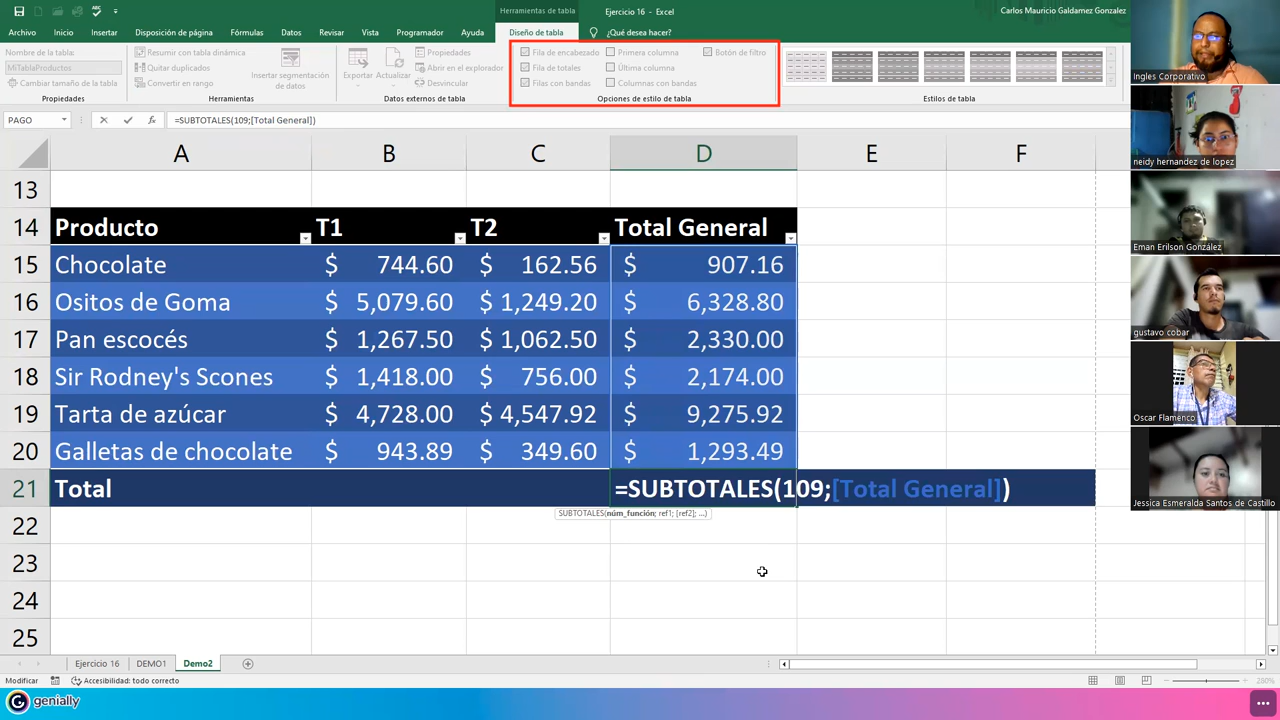 Herramientas de tabla
Ejercicio 16 - Excel
Carlos Mauricio Galdamez Gonzalez
Archivo Inicio Insertar Disposición de página Fórmulas Datos Revisar Vista Programador Ayuda Diseño de tabla ¿Qué desea hacer?
Nombre de la tabla:
MiTablaProductos
Cambiar tamaño de la tabla
Propiedades
Resumir con tabla dinámica
Quitar duplicados
Convertir en rango
Insertar segmentación
de datos
Herramientas
Exportar Actualizar
Propiedades
Abrir en el explorador
Desvincular
Datos externos de tabla
Fila de encabezado Primera columna Botón de filtro
Fila de totales Última columna
Filas con bandas Columnas con bandas
Opciones de estilo de tabla
Estilos de tabla
PAGO fx =SUBTOTALES(109;[Total General])
A B C D E F
13
14 Producto T1 T2 Total General
15 Chocolate $ 744.60 $ 162.56 $ 907.16
16 Ositos de Goma $ 5,079.60 $ 1,249.20 $ 6,328.80
17 Pan escocés $ 1,267.50 $ 1,062.50 $ 2,330.00
18 Sir Rodney's Scones $ 1,418.00 $ 756.00 $ 2,174.00
19 Tarta de azúcar $ 4,728.00 $ 4,547.92 $ 9,275.92
20 Galletas de chocolate $ 943.89 $ 349.60 $ 1,293.49
21 Total =SUBTOTALES(109;[Total General])
SUBTOTALES(núm_función; ref1; [ref2]; ...)
22
23
24
25
Ejercicio 16 DEMO1 Demo2
Modificar Accesibilidad: todo correcto
280%
genially
Ingles Corporativo
neidy hernandez de lopez
Eman Erilson González
gustavo cobar
Oscar Flamenco
Jessica Esmeralda Santos de Castillo